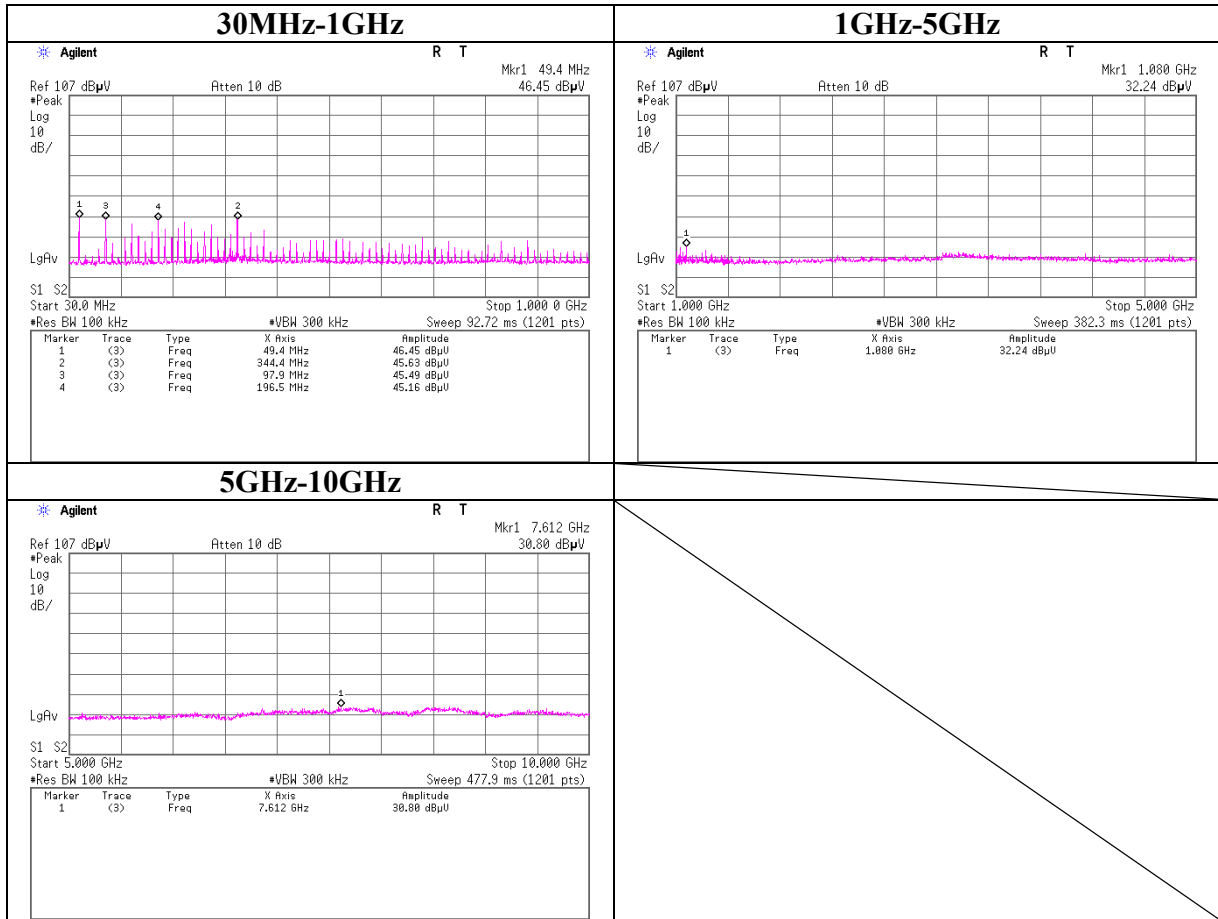 30MHz-1GHz
Agilent R T
Mkr1 49.4 MHz
Ref 107 dBµV Atten 10 dB 46.45 dBµV
#Peak
Log
10
dB/
1 3 4 2
LgAv
S1 S2
Start 30.0 MHz Stop 1.000 0 GHz
#Res BW 100 kHz #VBW 300 kHz Sweep 92.72 ms (1201 pts)
Marker Trace Type X Axis Amplitude
1 (3) Freq 49.4 MHz 46.45 dBµV
2 (3) Freq 344.4 MHz 45.63 dBµV
3 (3) Freq 97.9 MHz 45.49 dBµV
4 (3) Freq 196.5 MHz 45.16 dBµV
1GHz-5GHz
Agilent R T
Mkr1 1.080 GHz
Ref 107 dBµV Atten 10 dB 32.24 dBµV
#Peak
Log
10
dB/
1
LgAv
S1 S2
Start 1.000 GHz Stop 5.000 GHz
#Res BW 100 kHz #VBW 300 kHz Sweep 382.3 ms (1201 pts)
Marker Trace Type X Axis Amplitude
1 (3) Freq 1.080 GHz 32.24 dBµV
5GHz-10GHz
Agilent R T
Mkr1 7.612 GHz
Ref 107 dBµV Atten 10 dB 30.80 dBµV
#Peak
Log
10
dB/
1
LgAv
S1 S2
Start 5.000 GHz Stop 10.000 GHz
#Res BW 100 kHz #VBW 300 kHz Sweep 477.9 ms (1201 pts)
Marker Trace Type X Axis Amplitude
1 (3) Freq 7.612 GHz 30.80 dBµV